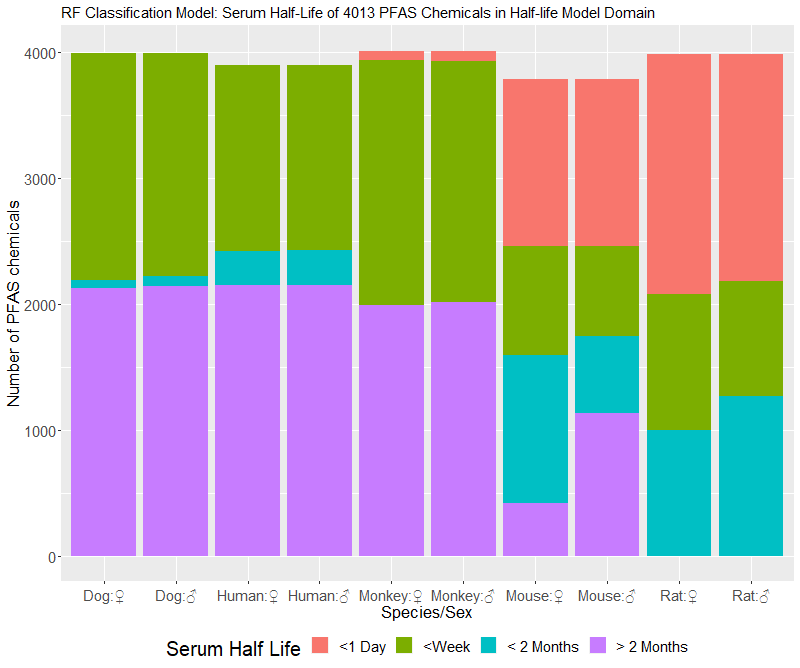 RF Classification Model: Serum Half-Life of 4013 PFAS Chemicals in Half-life Model Domain
Number of PFAS chemicals
4000
3000
2000
1000
0
Dog:♀ Dog:♂ Human:♀ Human:♂ Monkey:♀ Monkey:♂ Mouse:♀ Mouse:♂ Rat:♀ Rat:♂
Species/Sex
Serum Half Life <1 Day <Week < 2 Months > 2 Months